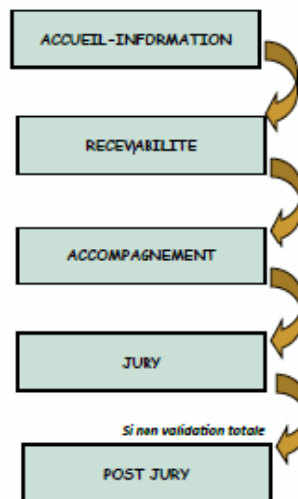 ACCUEIL-INFORMATION
RECEVABILITE
ACCOMPAGNEMENT
JURY
Si non validation totale
POST JURY